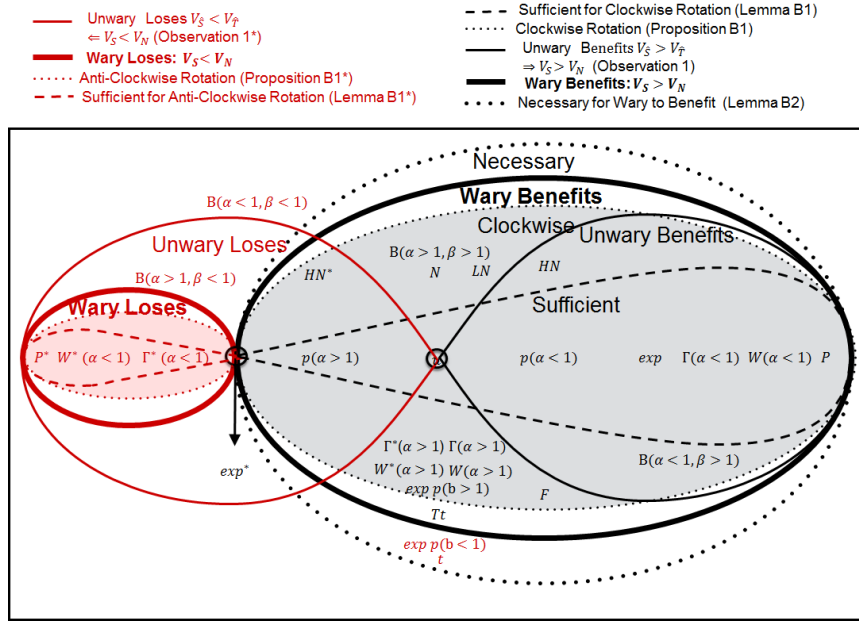 Unwary Loses V_Ŝ < V_T̂
⇐ V_S < V_N (Observation 1*)
Wary Loses: V_S < V_N
Anti-Clockwise Rotation (Proposition B1*)
Sufficient for Anti-Clockwise Rotation (Lemma B1*)
Sufficient for Clockwise Rotation (Lemma B1)
Clockwise Rotation (Proposition B1)
Unwary Benefits V_Ŝ > V_T̂
⇒ V_S > V_N (Observation 1)
Wary Benefits: V_S > V_N
Necessary for Wary to Benefit (Lemma B2)
Necessary
Wary Benefits
B(α < 1, β < 1)
Clockwise
Unwary Loses
Unwary Benefits
B(α > 1, β > 1)
B(α > 1, β < 1)
HN*
N
LN
HN
Wary Loses
Sufficient
P* W*(α < 1) Γ*(α < 1)
p(α > 1)
p(α < 1)
exp Γ(α < 1) W(α < 1) P
Γ*(α > 1) Γ(α > 1)
W*(α > 1) W(α > 1)
B(α < 1, β > 1)
exp*
exp p(b > 1)
F
Tt
exp p(b < 1)
t